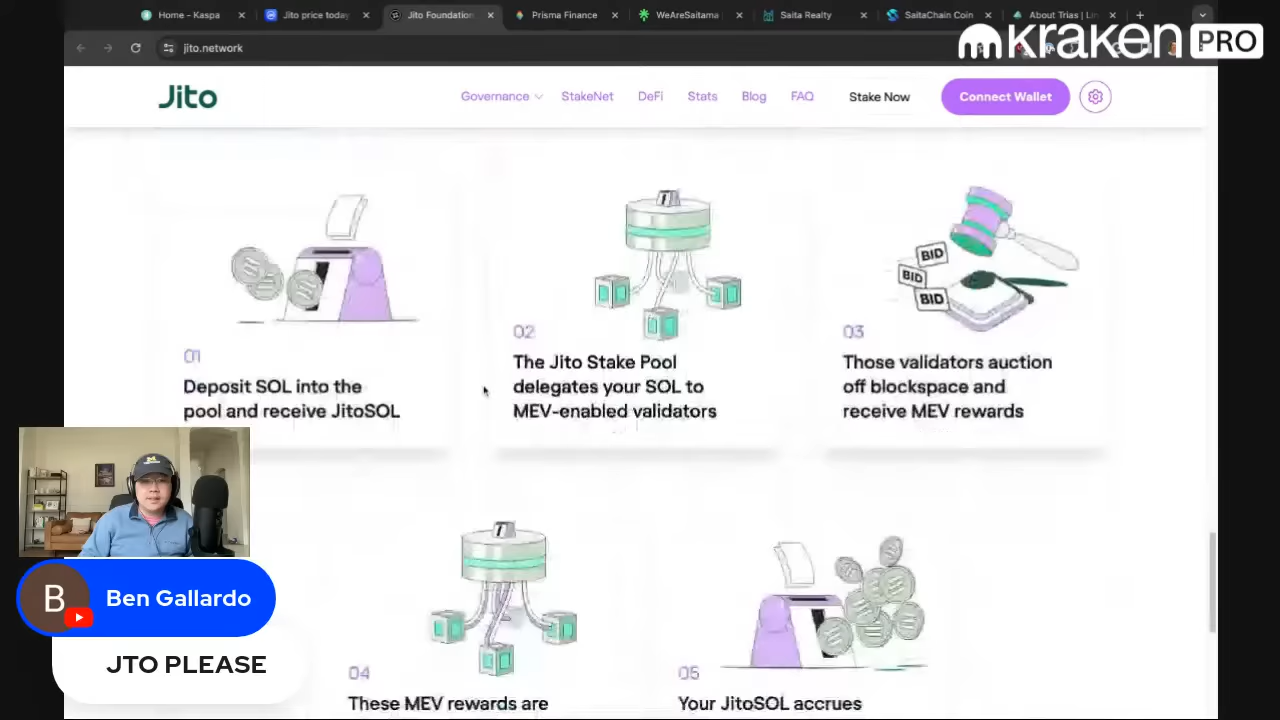 Home - Kaspa
Jito price today
Jito Foundation
Prisma Finance
WeAreSaitama
Saita Realty
SaitaChain Coin
About Trias | Lin
jito.network
kraken PRO
Jito
Governance
StakeNet
DeFi
Stats
Blog
FAQ
Stake Now
Connect Wallet
BID
BID
BID
01
Deposit SOL into the
pool and receive JitoSOL
02
The Jito Stake Pool
delegates your SOL to
MEV-enabled validators
03
Those validators auction
off blockspace and
receive MEV rewards
04
These MEV rewards are
05
Your JitoSOL accrues
B
Ben Gallardo
JTO PLEASE